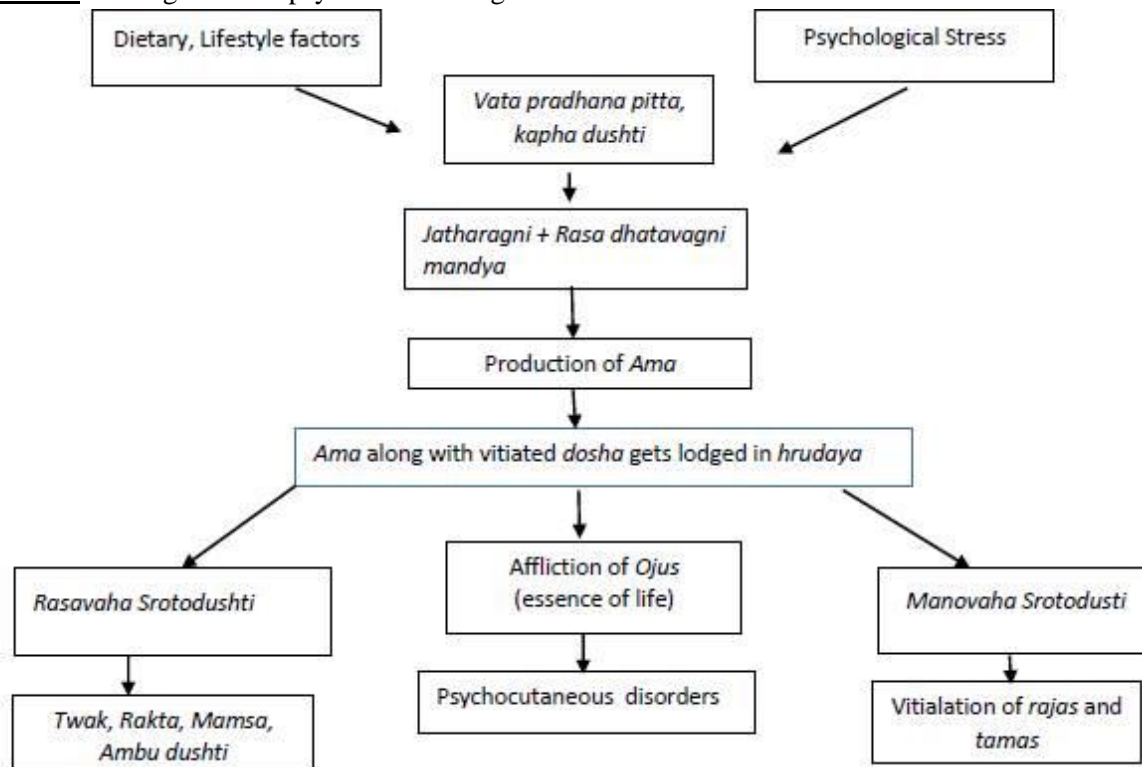 Dietary, Lifestyle factors
Psychological Stress
Vata pradhana pitta,
kapha dushti
Jatharagni + Rasa dhatavagni
mandya
Production of Ama
Ama along with vitiated dosha gets lodged in hrudaya
Rasavaha Srotodushti
Affliction of Ojus
(essence of life)
Manovaha Srotodusti
Twak, Rakta, Mamsa,
Ambu dushti
Psychocutaneous disorders
Vitialation of rajas and
tamas